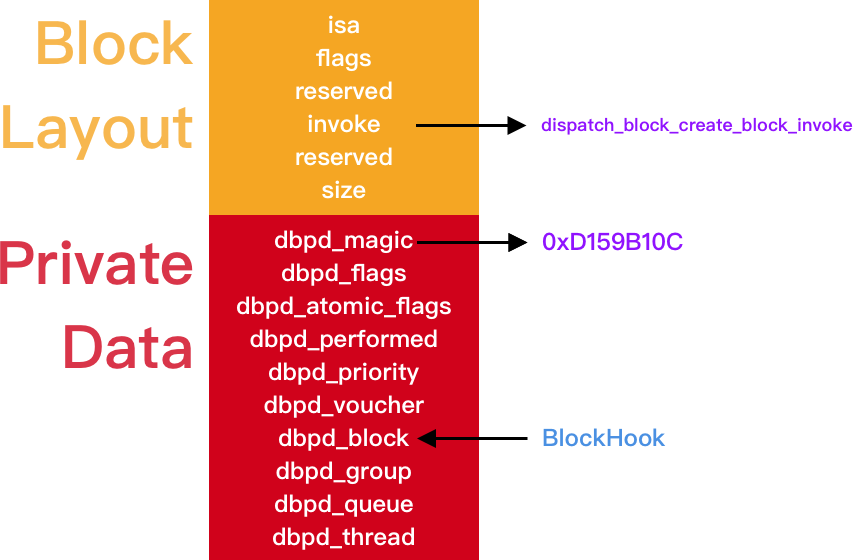 Block
Layout
isa
flags
reserved
invoke
dispatch_block_create_block_invoke
reserved
size
Private
Data
dbpd_magic
0xD159B10C
dbpd_flags
dbpd_atomic_flags
dbpd_performed
dbpd_priority
dbpd_voucher
dbpd_block
BlockHook
dbpd_group
dbpd_queue
dbpd_thread